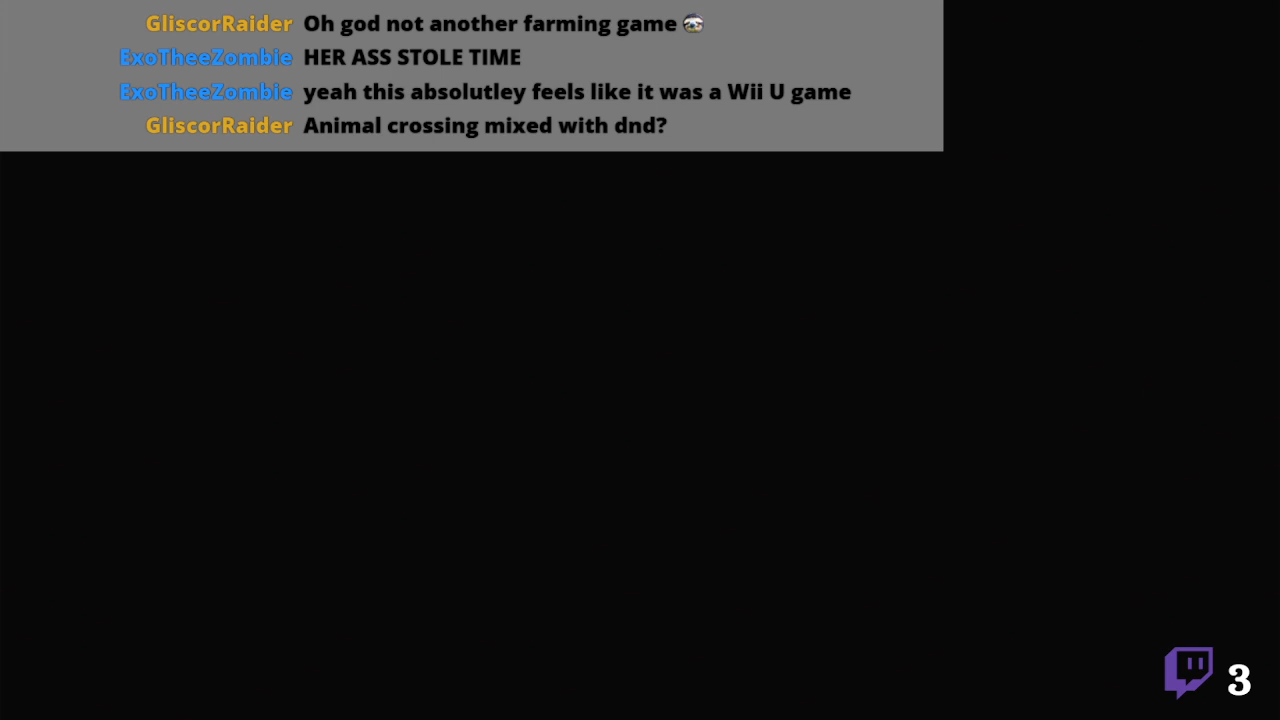 GliscorRaider Oh god not another farming game
ExoTheeZombie HER ASS STOLE TIME
ExoTheeZombie yeah this absolutley feels like it was a Wii U game
GliscorRaider Animal crossing mixed with dnd?
3